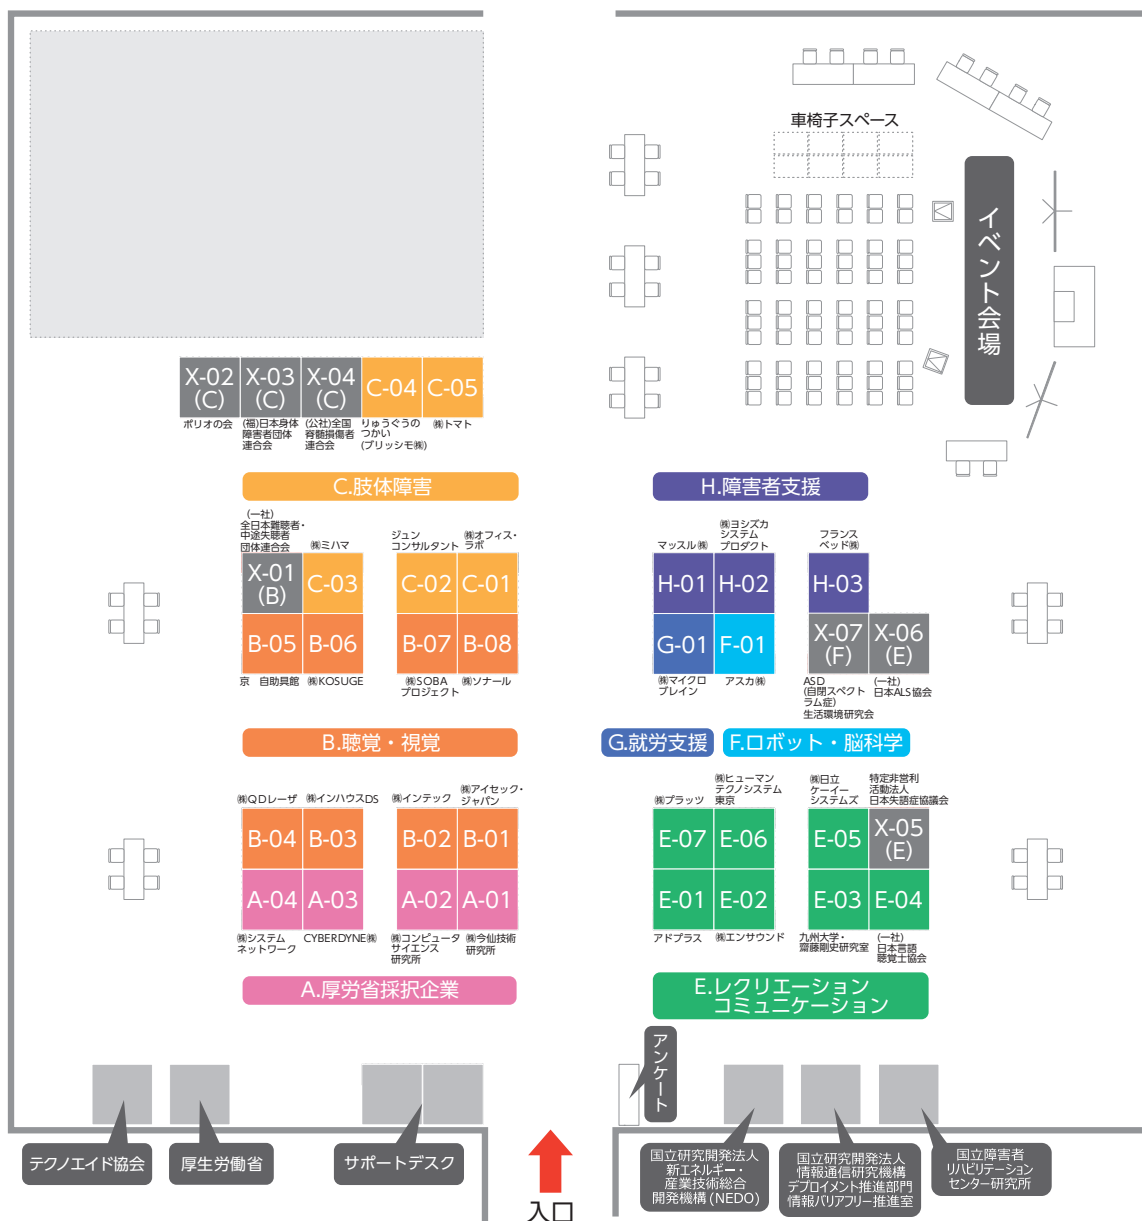 車椅子スペース
イベント会場
X-02
(C)
X-03
(C)
X-04
(C)
C-04
C-05
ポリオの会
(福)日本身体
障害者団体
連合会
(公社)全国
脊髄損傷者
連合会
りゅうぐうの
つかい
(プリッシモ㈱)
㈱トマト
C.肢体障害
H.障害者支援
(一社)
全日本難聴者・
中途失聴者
団体連合会
㈱ミハマ
ジュン
コンサルタント
㈱オフィス・
ラボ
マッスル㈱
㈱ヨシズカ
システム
プロダクト
フランス
ベッド㈱
X-01
(B)
C-03
C-02
C-01
H-01
H-02
H-03
B-05
B-06
B-07
B-08
G-01
F-01
X-07
(F)
X-06
(E)
京 自助具館
㈱KOSUGE
㈱SOBA
プロジェクト
㈱ソナール
㈱マイクロ
ブレイン
アスカ㈱
ASD
(自閉スペクト
ラム症)
生活環境研究会
(一社)
日本ALS協会
B.聴覚・視覚
G.就労支援
F.ロボット・脳科学
㈱QDレーザ
㈱インハウスDS
㈱インテック
㈱アイセック・
ジャパン
㈱プラッツ
㈱ヒューマン
テクノシステム
東京
㈱日立
ケーイー
システムズ
特定非営利
活動法人
日本失語症協議会
B-04
B-03
B-02
B-01
E-07
E-06
E-05
X-05
(E)
A-04
A-03
A-02
A-01
E-01
E-02
E-03
E-04
㈱システム
ネットワーク
CYBERDYNE㈱
㈱コンピュータ
サイエンス
研究所
㈱今仙技術
研究所
アドプラス
㈱エンサウンド
九州大学・
齋藤剛史研究室
(一社)
日本言語
聴覚士協会
A.厚労省採択企業
E.レクリエーション
コミュニケーション
アンケート
テクノエイド協会
厚生労働省
サポートデスク
入口
国立研究開発法人
新エネルギー・
産業技術総合
開発機構(NEDO)
国立研究開発法人
情報通信研究機構
デプロイメント推進部門
情報バリアフリー推進室
国立障害者
リハビリテーション
センター研究所